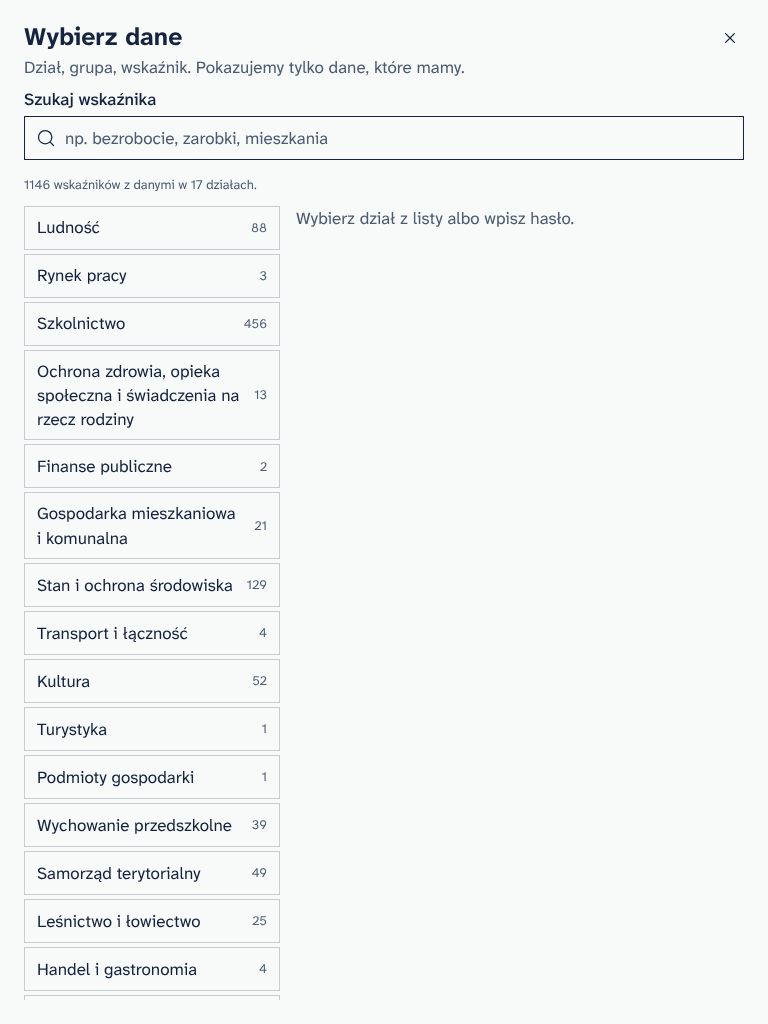 Wybierz dane
Dział, grupa, wskaźnik. Pokazujemy tylko dane, które mamy.
Szukaj wskaźnika
np. bezrobocie, zarobki, mieszkania
1146 wskaźników z danymi w 17 działach.
Ludność 88
Wybierz dział z listy albo wpisz hasło.
Rynek pracy 3
Szkolnictwo 456
Ochrona zdrowia, opieka
społeczna i świadczenia na 13
rzecz rodziny
Finanse publiczne 2
Gospodarka mieszkaniowa
i komunalna 21
Stan i ochrona środowiska 129
Transport i łączność 4
Kultura 52
Turystyka 1
Podmioty gospodarki 1
Wychowanie przedszkolne 39
Samorząd terytorialny 49
Leśnictwo i łowiectwo 25
Handel i gastronomia 4